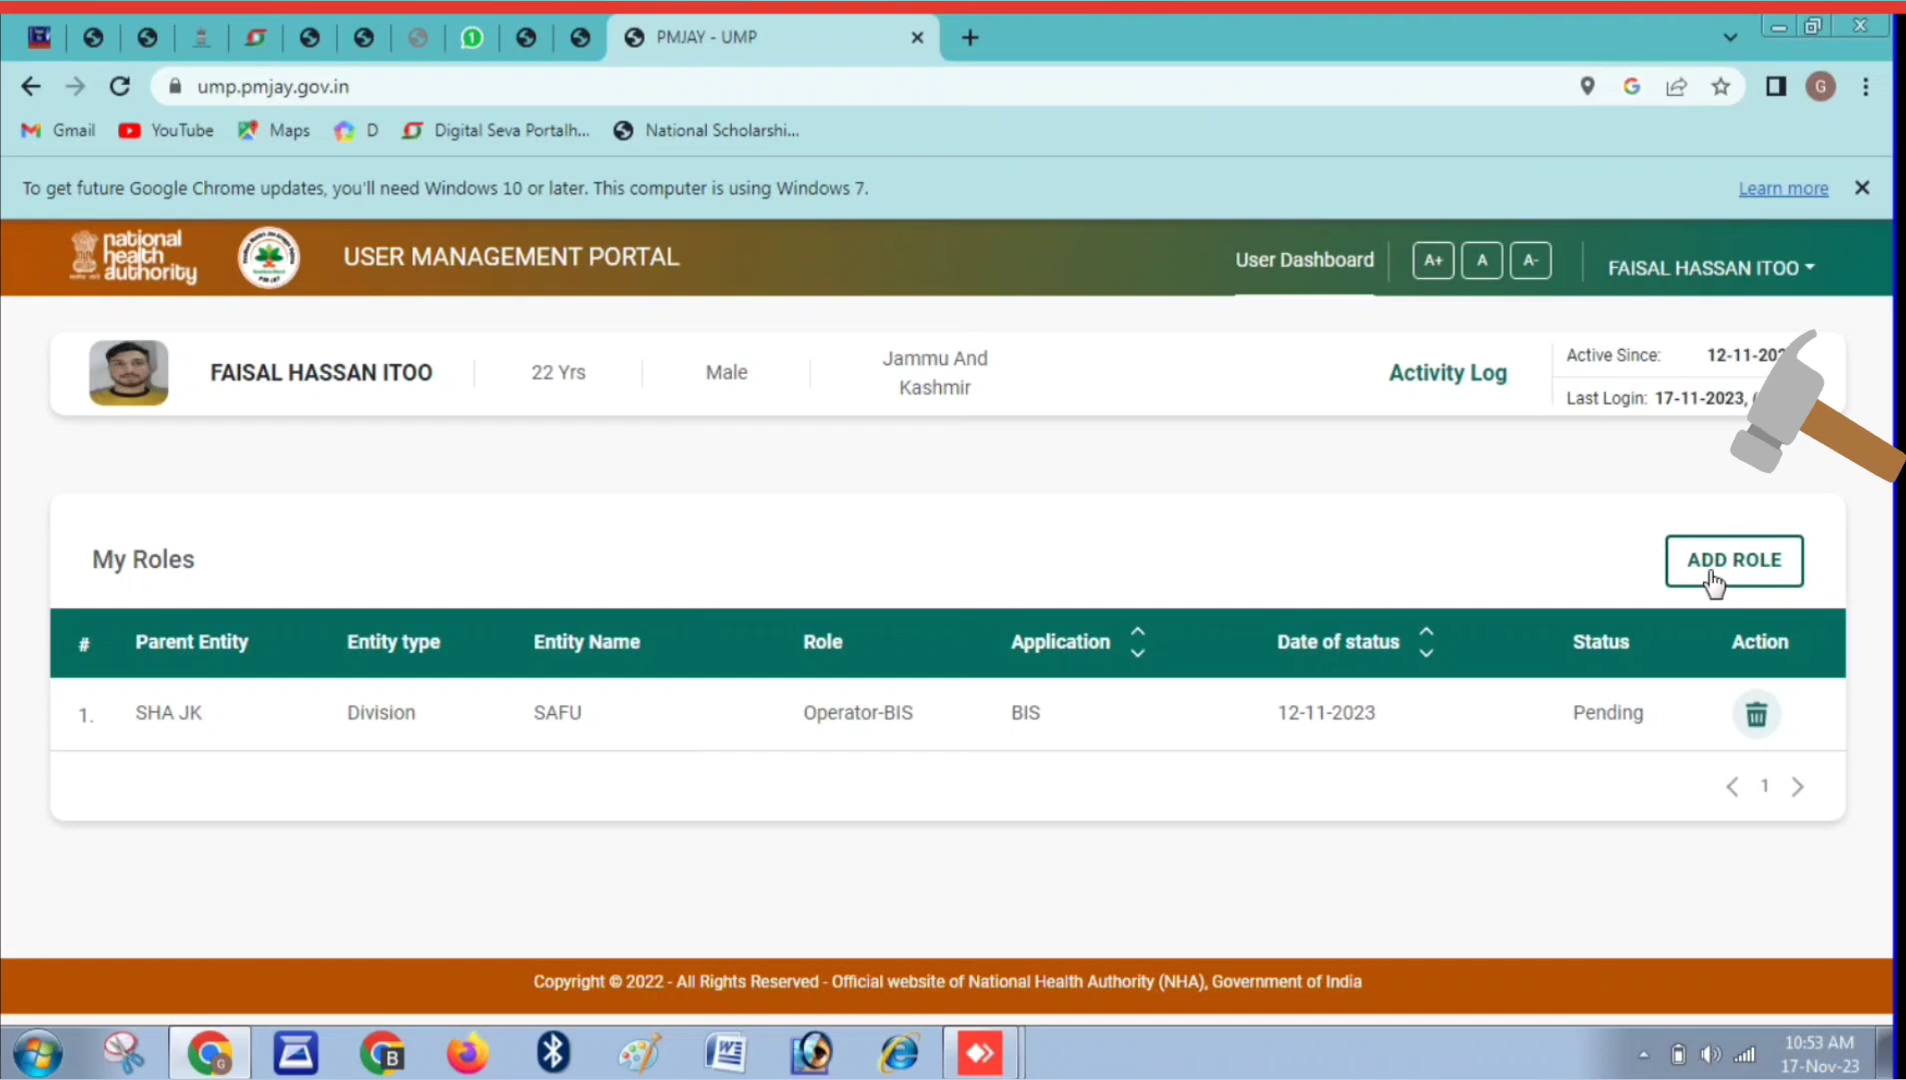 1
PMJAY - UMP
ump.pmjay.gov.in
G
G
Gmail
YouTube
Maps
D
Digital Seva Portalh...
National Scholarshi...
To get future Google Chrome updates, you'll need Windows 10 or later. This computer is using Windows 7.
Learn more
national
health
authority
PM-JAY
USER MANAGEMENT PORTAL
User Dashboard
A+
A
A-
FAISAL HASSAN ITOO
FAISAL HASSAN ITOO
22 Yrs
Male
Jammu And
Kashmir
Activity Log
Active Since:
Last Login: 17-11-2023,
My Roles
ADD ROLE
# Parent Entity Entity type Entity Name Role Application Date of status Status Action
1. SHA JK Division SAFU Operator-BIS BIS 12-11-2023 Pending
1
Copyright © 2022 - All Rights Reserved - Official website of National Health Authority (NHA), Government of India
G
B
10:53 AM
17-Nov-23